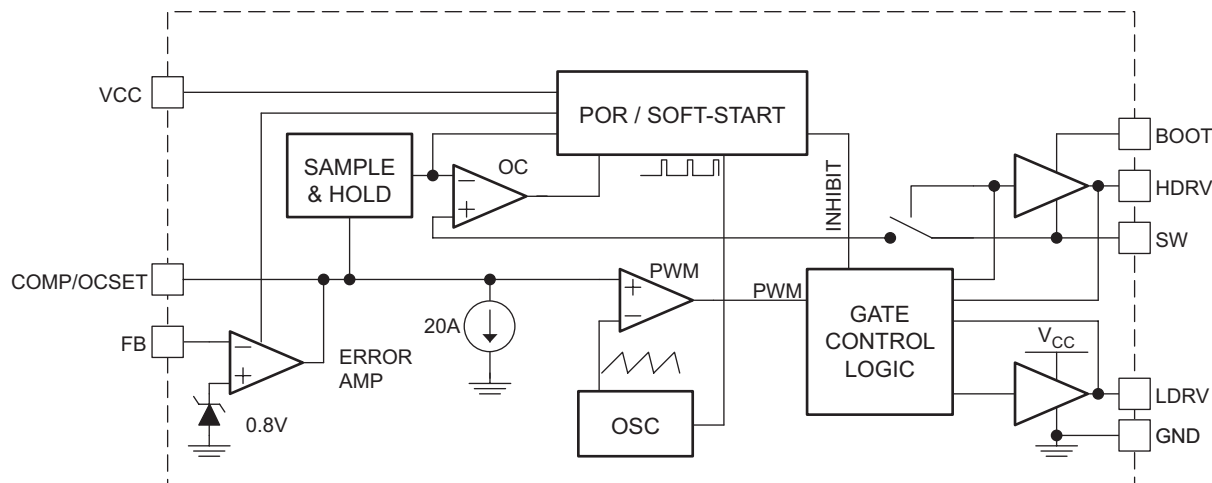 VCC
POR / SOFT-START
BOOT
SAMPLE
& HOLD
OC
−
+
INHIBIT
HDRV
SW
COMP/OCSET
PWM
+
−
PWM
20A
GATE
CONTROL
LOGIC
FB
−
+
ERROR
AMP
VCC
0.8V
OSC
LDRV
GND